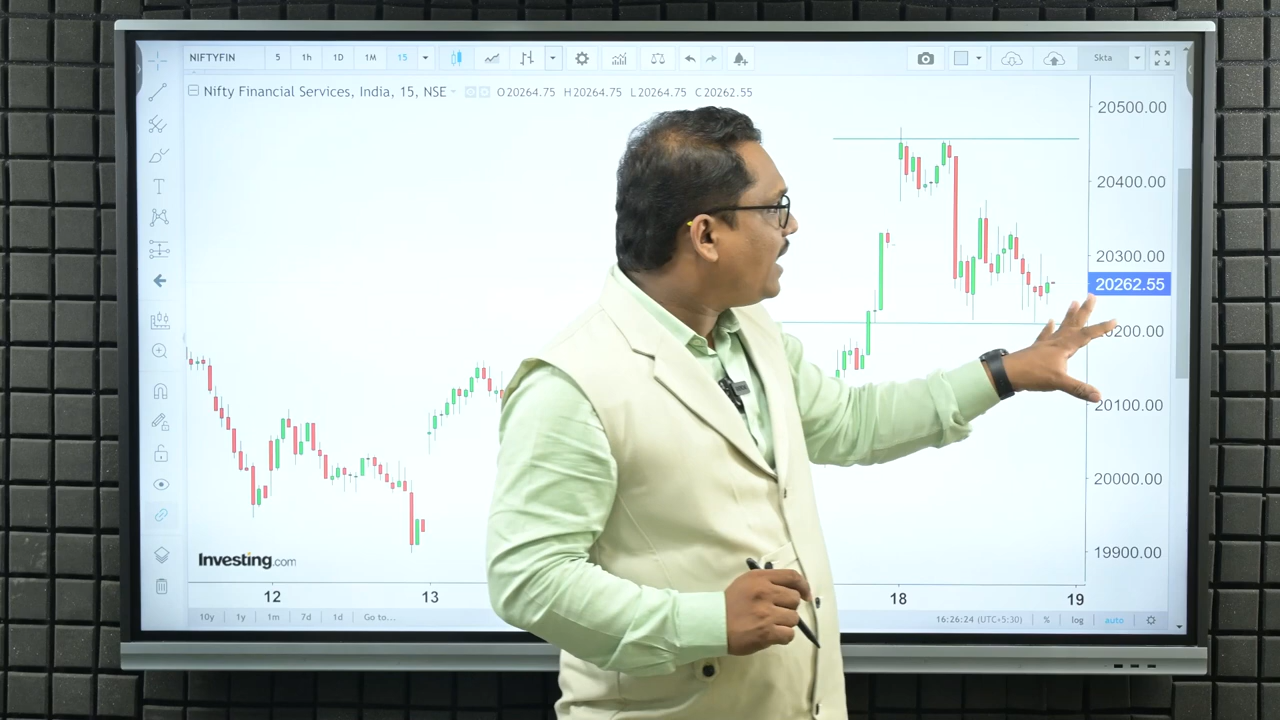 NIFTYFIN 5 1h 1D 1M 15 Skta
Nifty Financial Services, India, 15, NSE O20264.75 H20264.75 L20264.75 C20262.55
20500.00
20400.00
20300.00
20262.55
20200.00
20100.00
20000.00
19900.00
T
Investing.com
12 13 18 19
10y 1y 1m 7d 1d Go to... 16:26:24 (UTC+5:30) % log auto